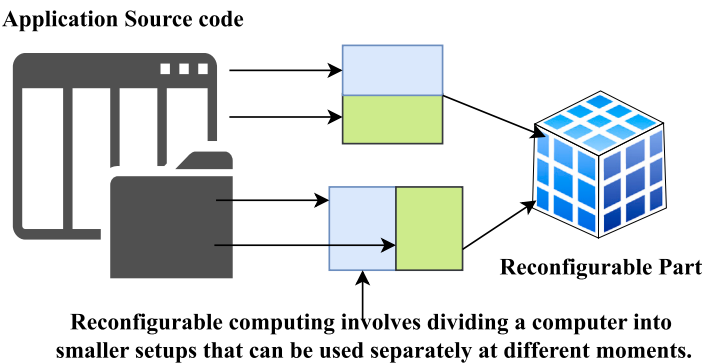 Application Source code
Reconfigurable Part
Reconfigurable computing involves dividing a computer into
smaller setups that can be used separately at different moments.